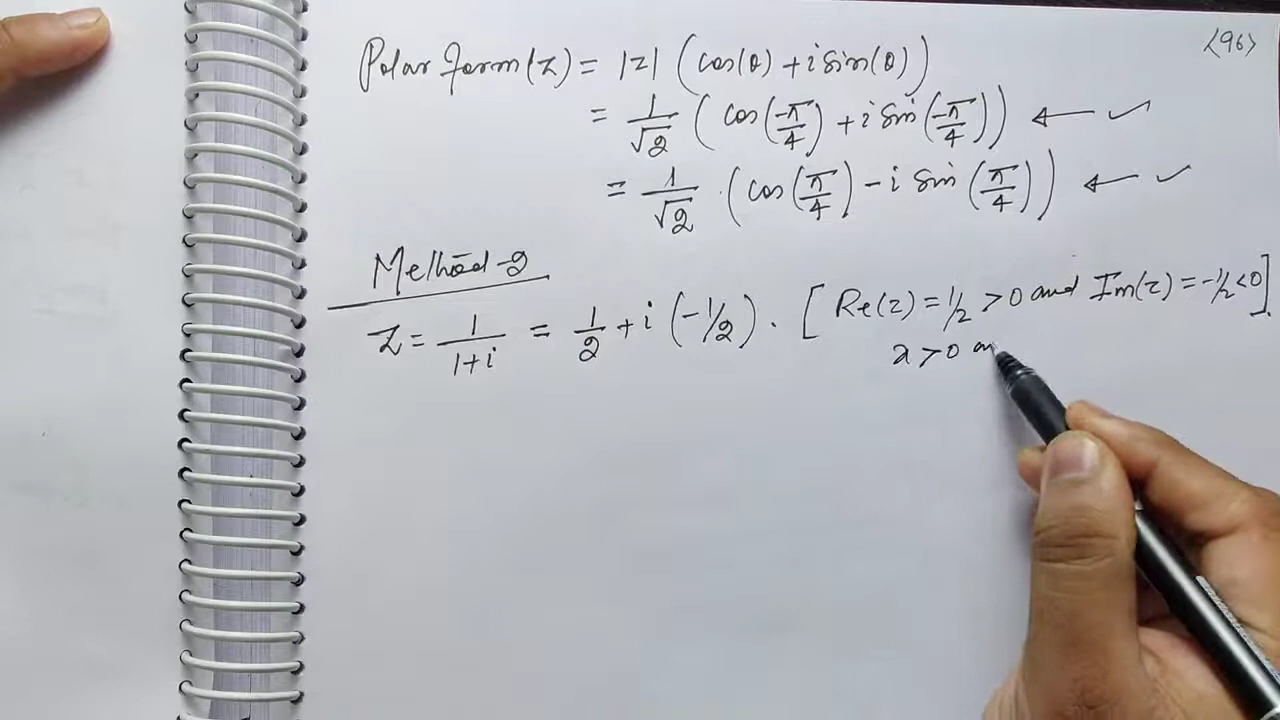 <96>
Polar Form(z) = |z| (cos(θ) + i sin(θ))
= 1/√2 (cos(-π/4) + i sin(-π/4)) ← ✓
= 1/√2 · (cos(π/4) - i sin(π/4)) ← ✓
Method-2
z = 1/(1+i) = 1/2 + i (-1/2) . [Re(z) = 1/2 > 0 and Im(z) = -1/2 < 0] .
x > 0 an